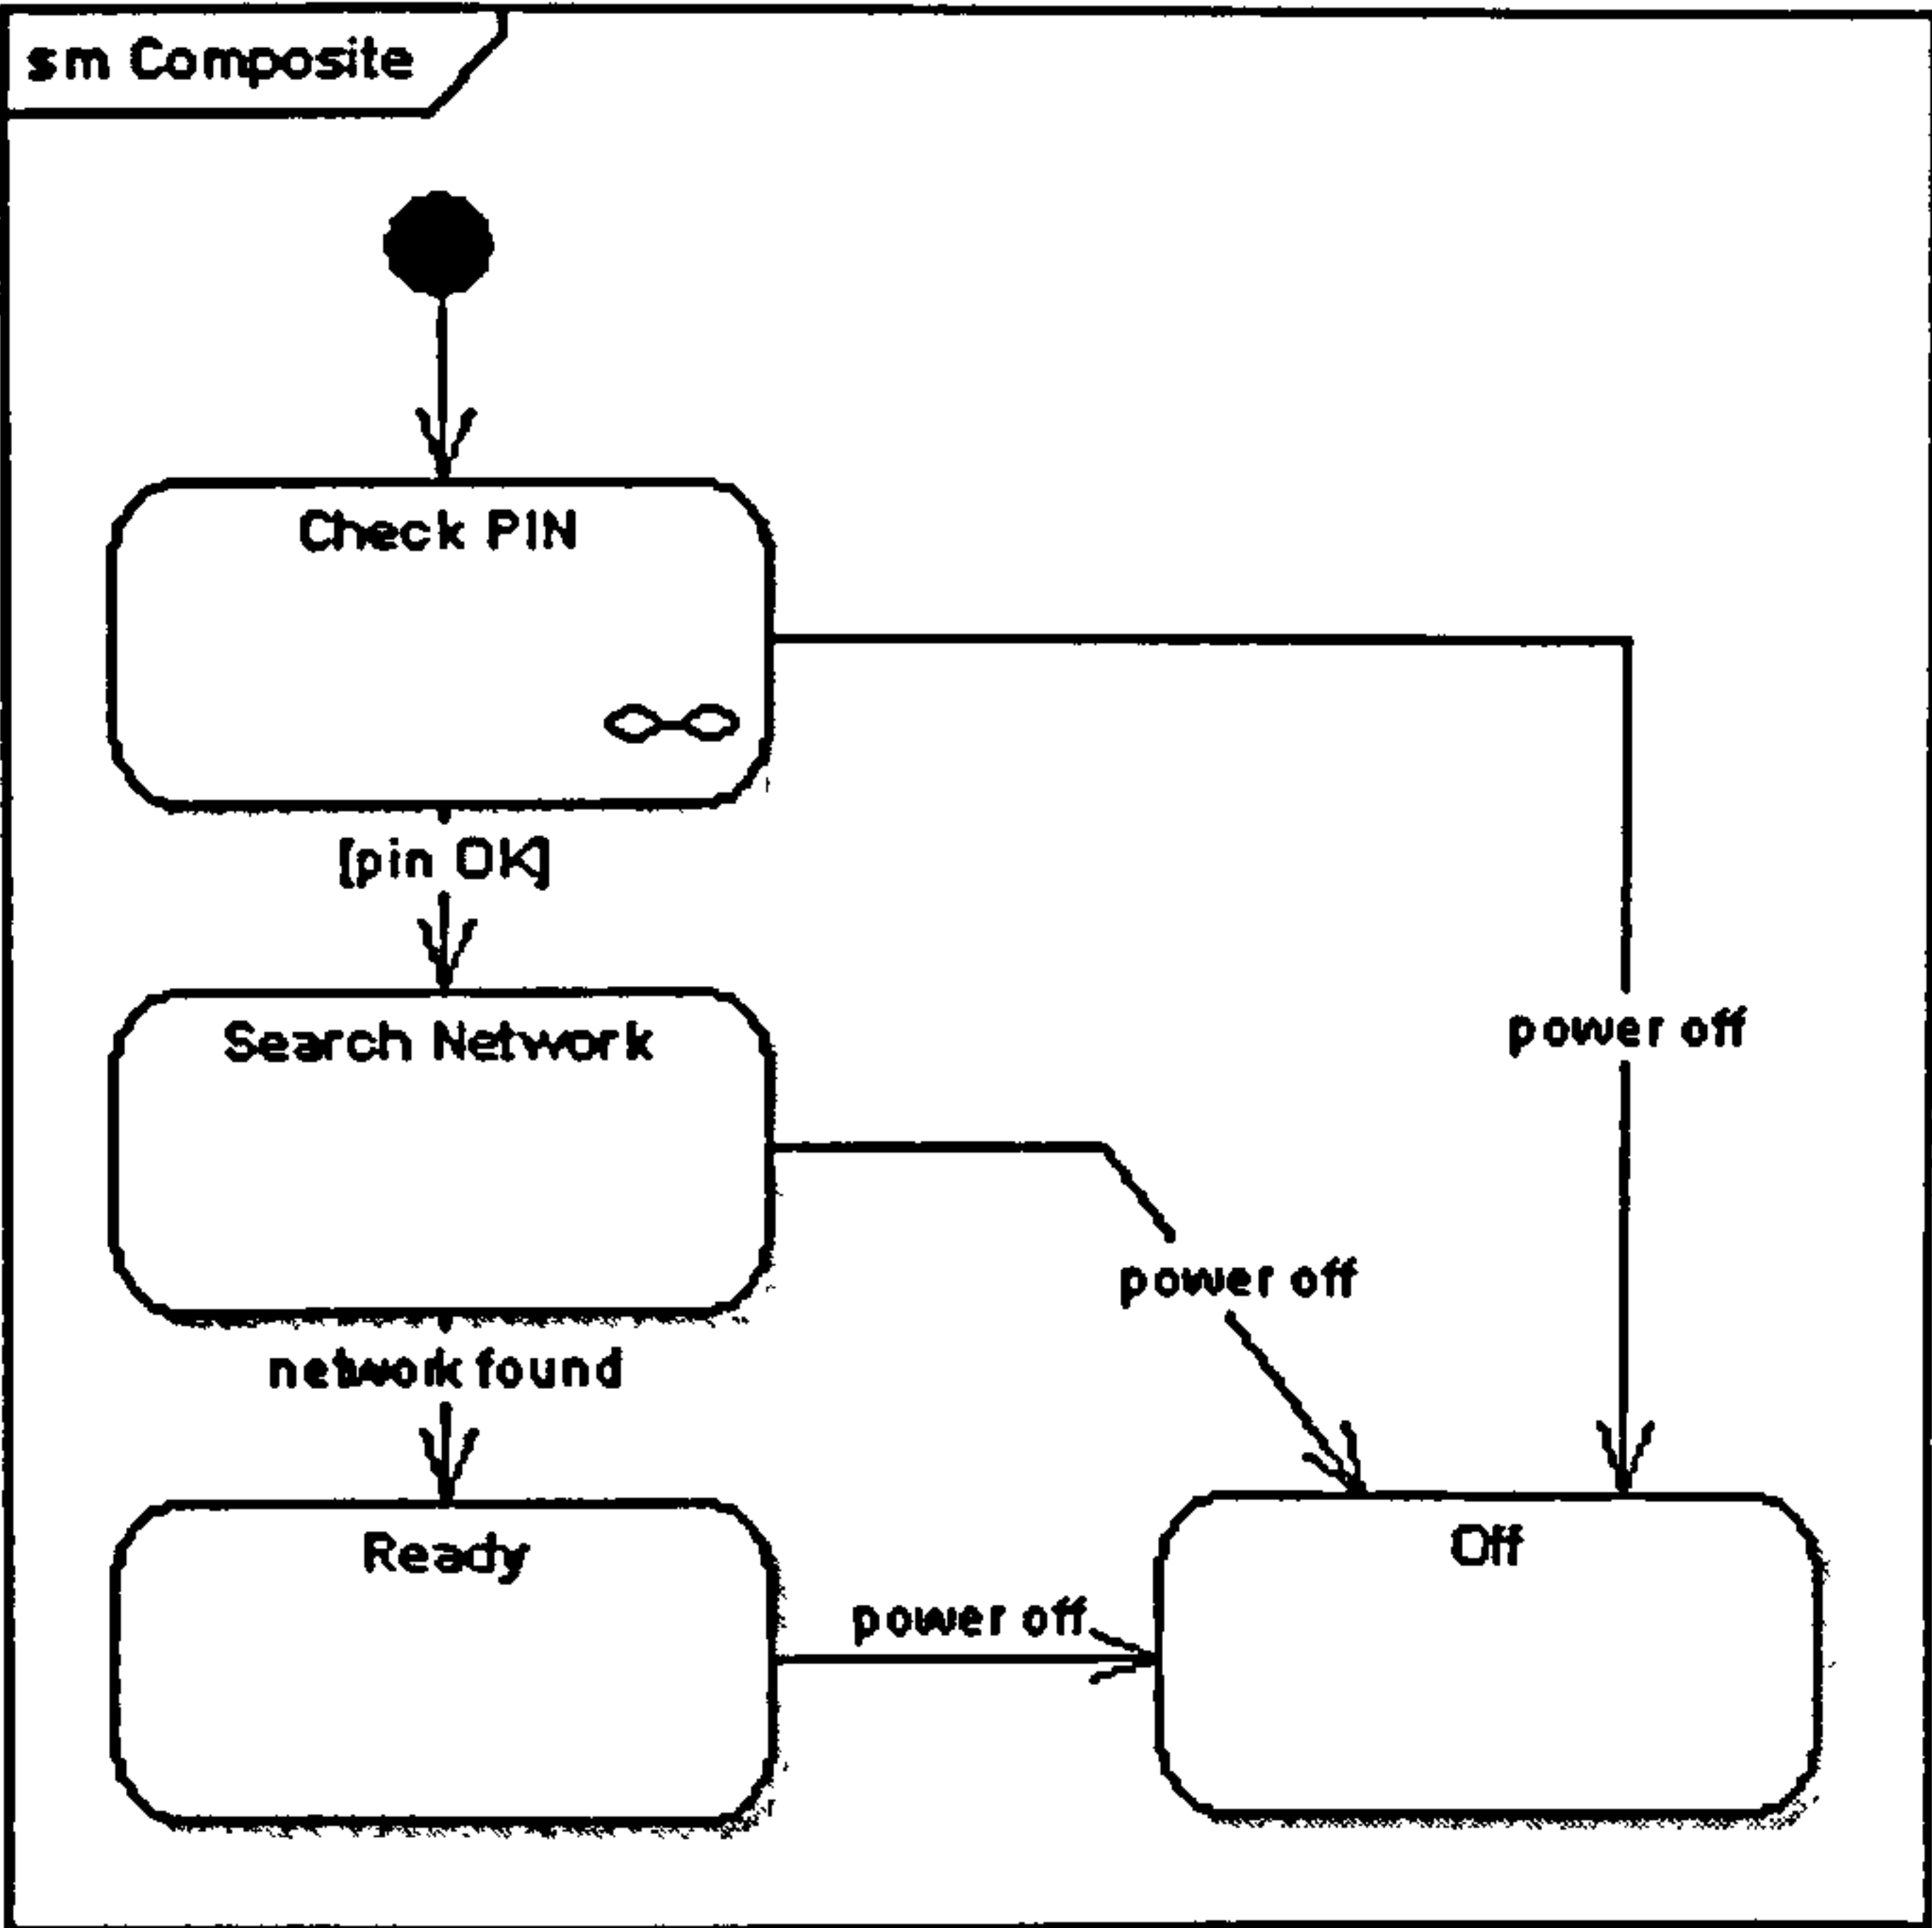 sm Composite
Check PIN
[pin OK]
Search Network
power off
power off
network found
Ready
Off
power off